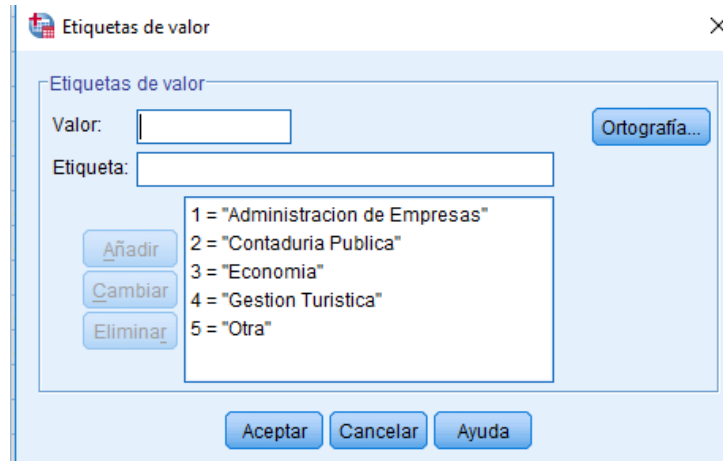 Etiquetas de valor
Etiquetas de valor
Valor:
Ortografía...
Etiqueta:
1 = "Administracion de Empresas"
2 = "Contaduria Publica"
3 = "Economia"
4 = "Gestion Turistica"
5 = "Otra"
Añadir
Cambiar
Eliminar
Aceptar Cancelar Ayuda